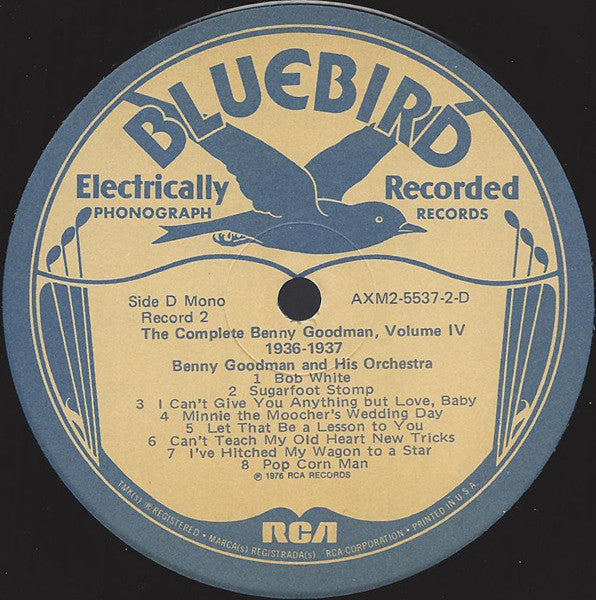 BLUEBIRD
Electrically Recorded
PHONOGRAPH RECORDS
Side D Mono AXM2-5537-2-D
Record 2
The Complete Benny Goodman, Volume IV
1936-1937
Benny Goodman and His Orchestra
1 Bob White
2 Sugarfoot Stomp
3 I Can't Give You Anything but Love, Baby
4 Minnie the Moocher's Wedding Day
5 Let That Be a Lesson to You
6 Can't Teach My Old Heart New Tricks
7 I've Hitched My Wagon to a Star
8 Pop Corn Man
℗ 1976 RCA RECORDS
RCA
TMK(s) ® REGISTERED • MARCA(s) REGISTRADA(s) RCA CORPORATION • PRINTED IN U.S.A.